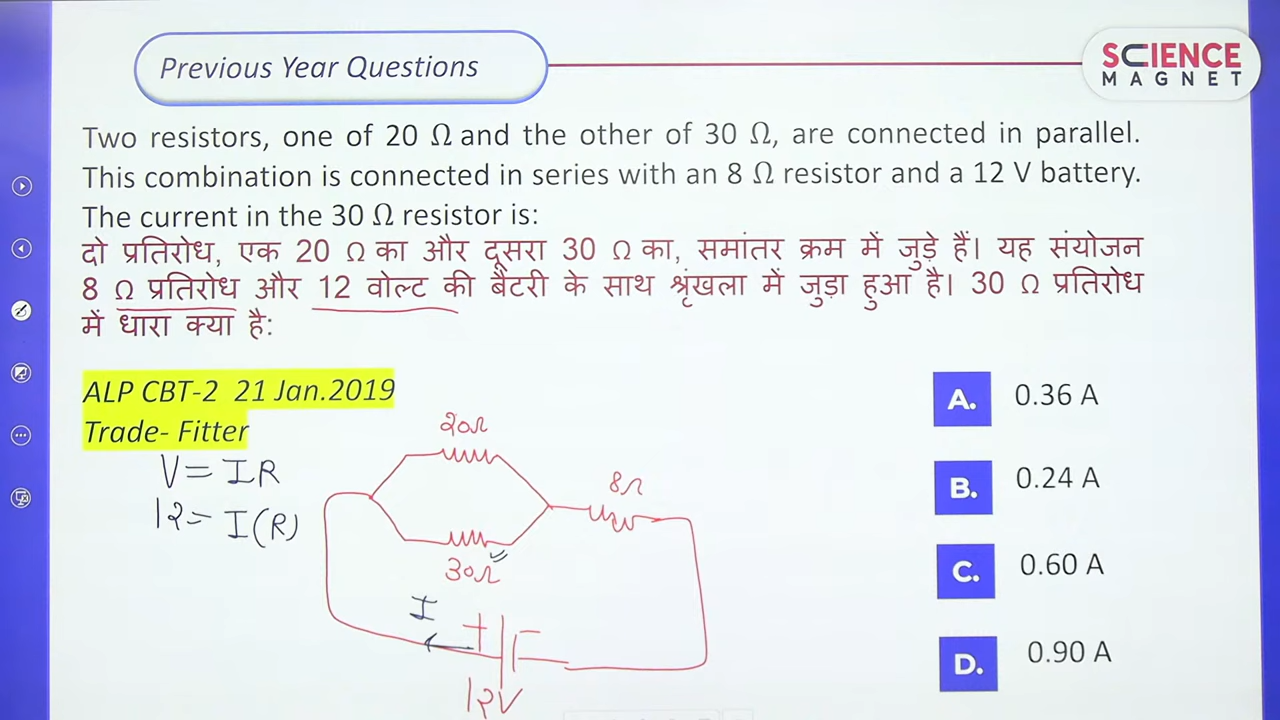 Previous Year Questions
SCIENCE
MAGNET
Two resistors, one of 20 Ω and the other of 30 Ω, are connected in parallel.
This combination is connected in series with an 8 Ω resistor and a 12 V battery.
The current in the 30 Ω resistor is:
दो प्रतिरोध, एक 20 Ω का और दूसरा 30 Ω का, समांतर क्रम में जुड़े हैं। यह संयोजन
8 Ω प्रतिरोध और 12 वोल्ट की बैटरी के साथ श्रृंखला में जुड़ा हुआ है। 30 Ω प्रतिरोध
में धारा क्या है:
ALP CBT-2 21 Jan.2019
Trade- Fitter
V = IR
12 = I(R)
20Ω
8Ω
30Ω
I
+
12V
A. 0.36 A
B. 0.24 A
C. 0.60 A
D. 0.90 A